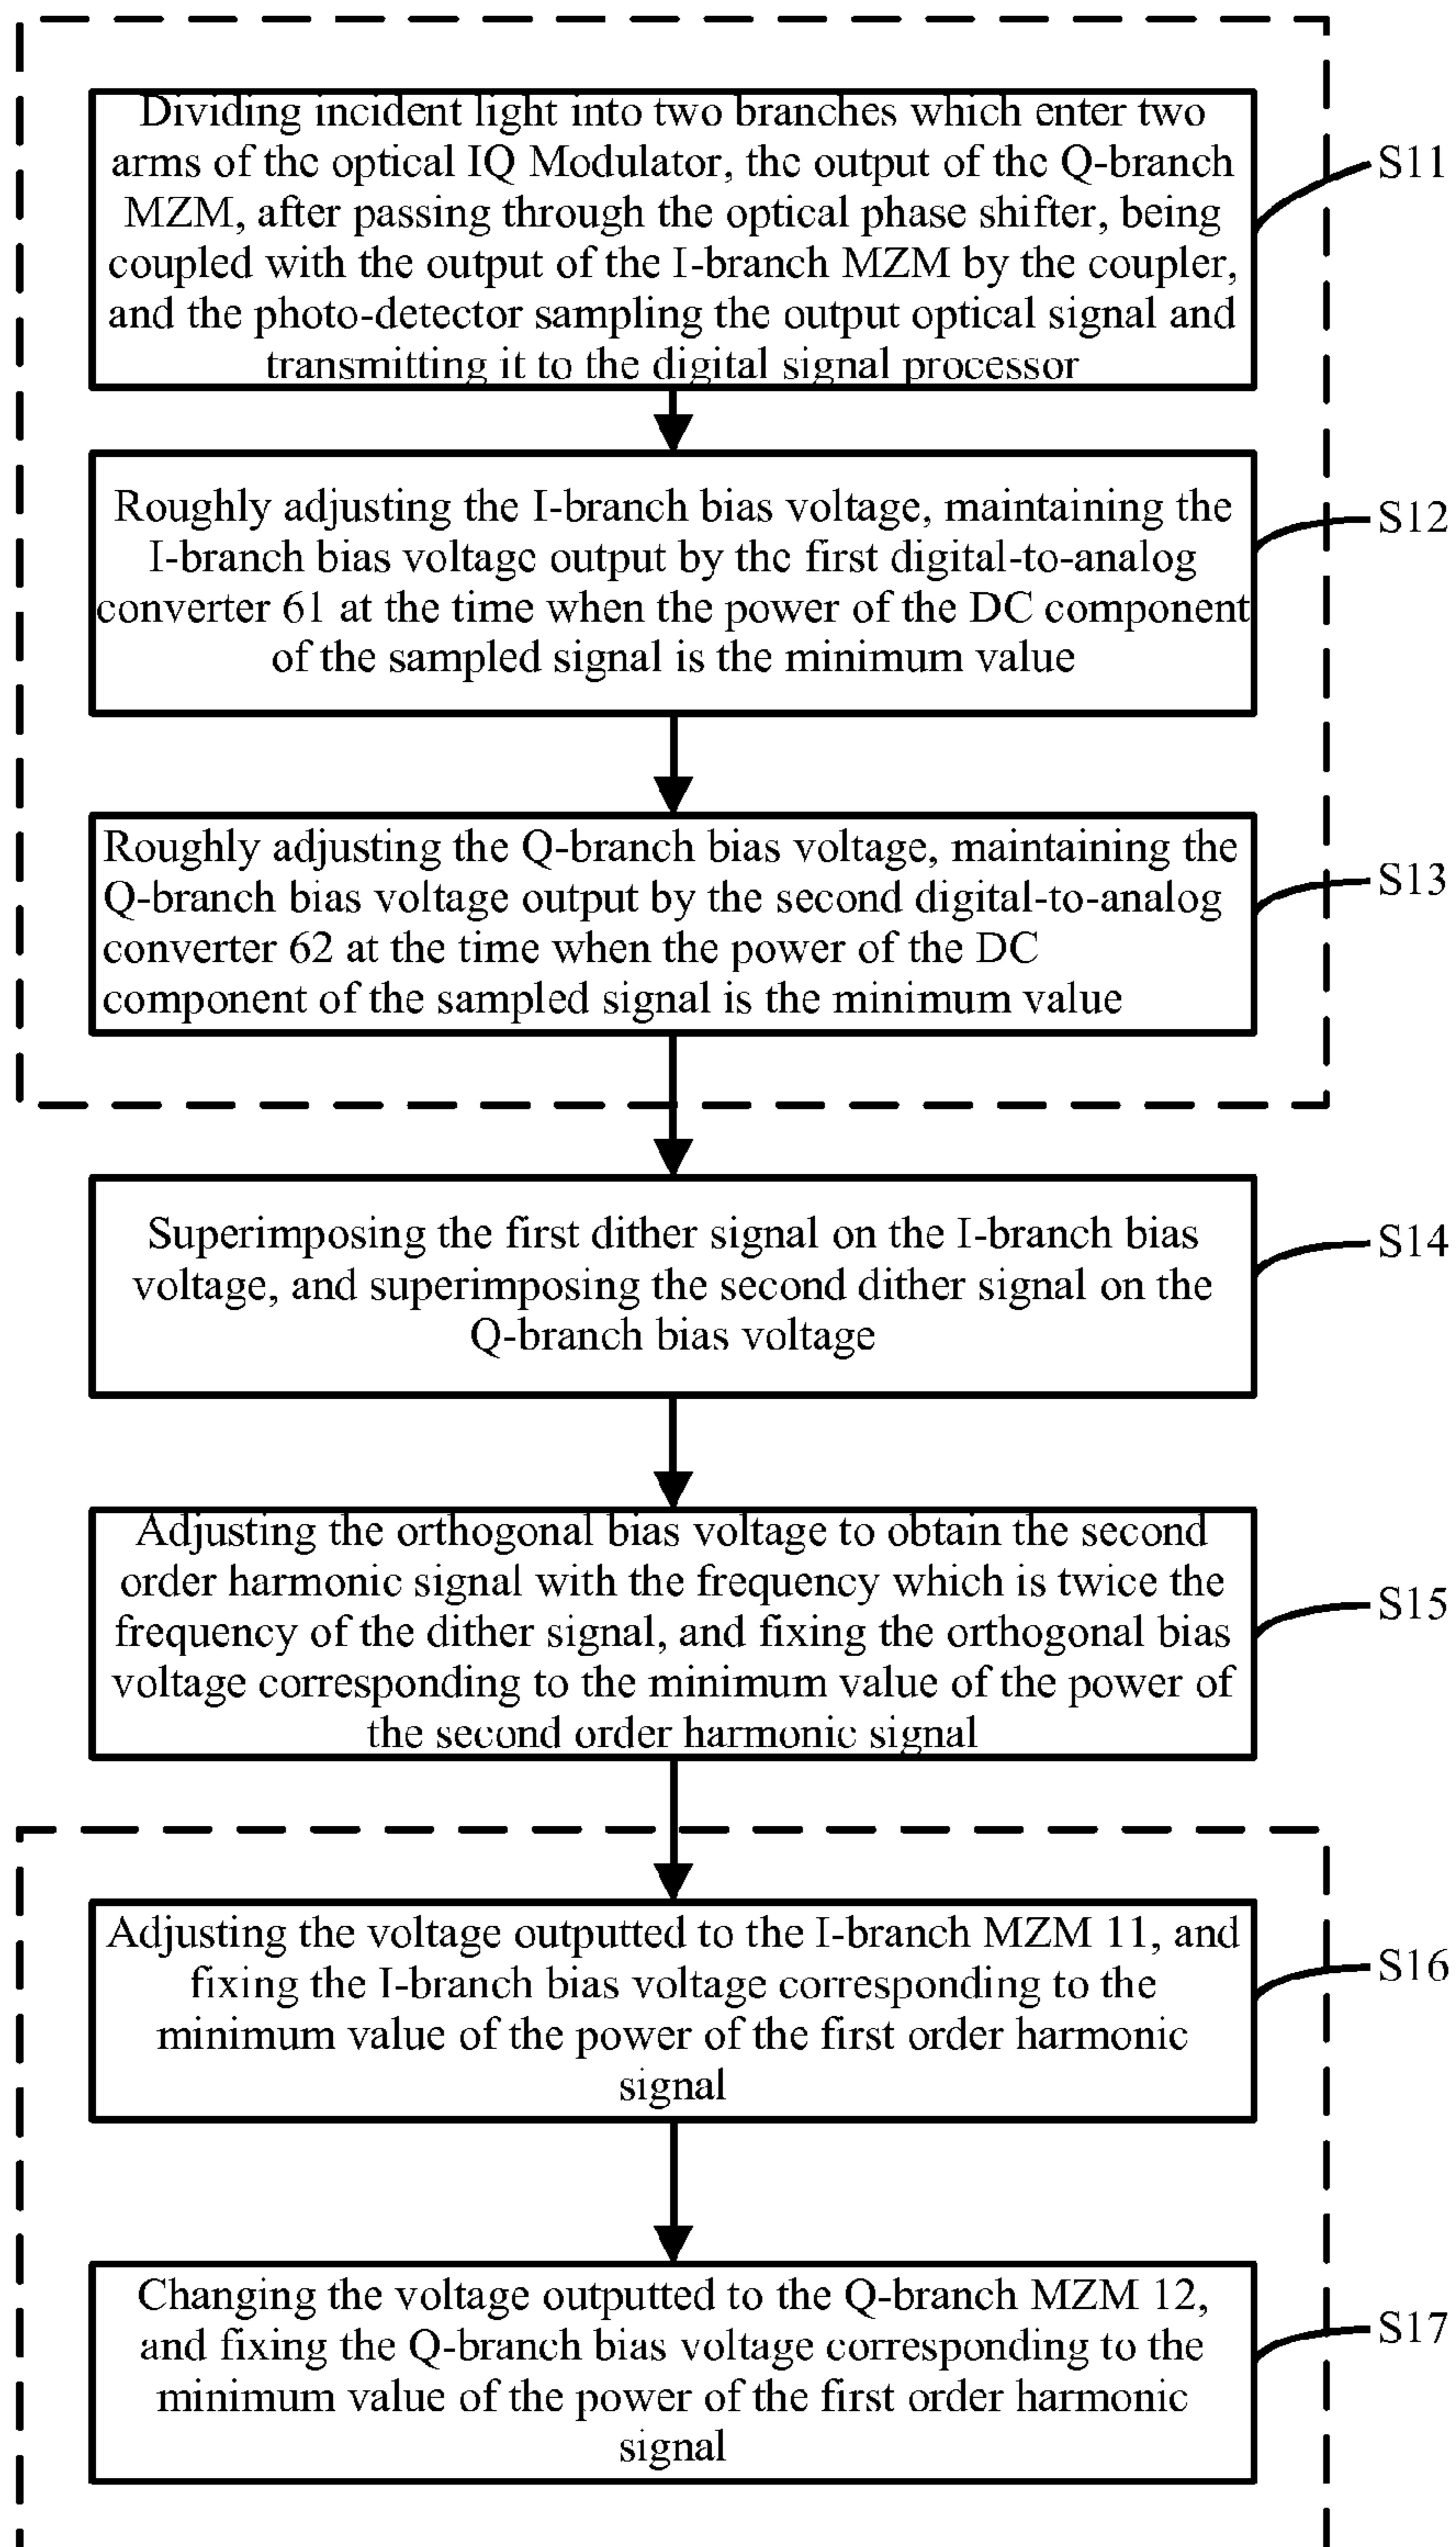 Dividing incident light into two branches which enter two
arms of the optical IQ Modulator, the output of the Q-branch
MZM, after passing through the optical phase shifter, being
coupled with the output of the I-branch MZM by the coupler,
and the photo-detector sampling the output optical signal and
transmitting it to the digital signal processor
S11
Roughly adjusting the I-branch bias voltage, maintaining the
I-branch bias voltage output by the first digital-to-analog
converter 61 at the time when the power of the DC component
of the sampled signal is the minimum value
S12
Roughly adjusting the Q-branch bias voltage, maintaining the
Q-branch bias voltage output by the second digital-to-analog
converter 62 at the time when the power of the DC
component of the sampled signal is the minimum value
S13
Superimposing the first dither signal on the I-branch bias
voltage, and superimposing the second dither signal on the
Q-branch bias voltage
S14
Adjusting the orthogonal bias voltage to obtain the second
order harmonic signal with the frequency which is twice the
frequency of the dither signal, and fixing the orthogonal bias
voltage corresponding to the minimum value of the power of
the second order harmonic signal
S15
Adjusting the voltage outputted to the I-branch MZM 11, and
fixing the I-branch bias voltage corresponding to the
minimum value of the power of the first order harmonic
signal
S16
Changing the voltage outputted to the Q-branch MZM 12,
and fixing the Q-branch bias voltage corresponding to the
minimum value of the power of the first order harmonic
signal
S17